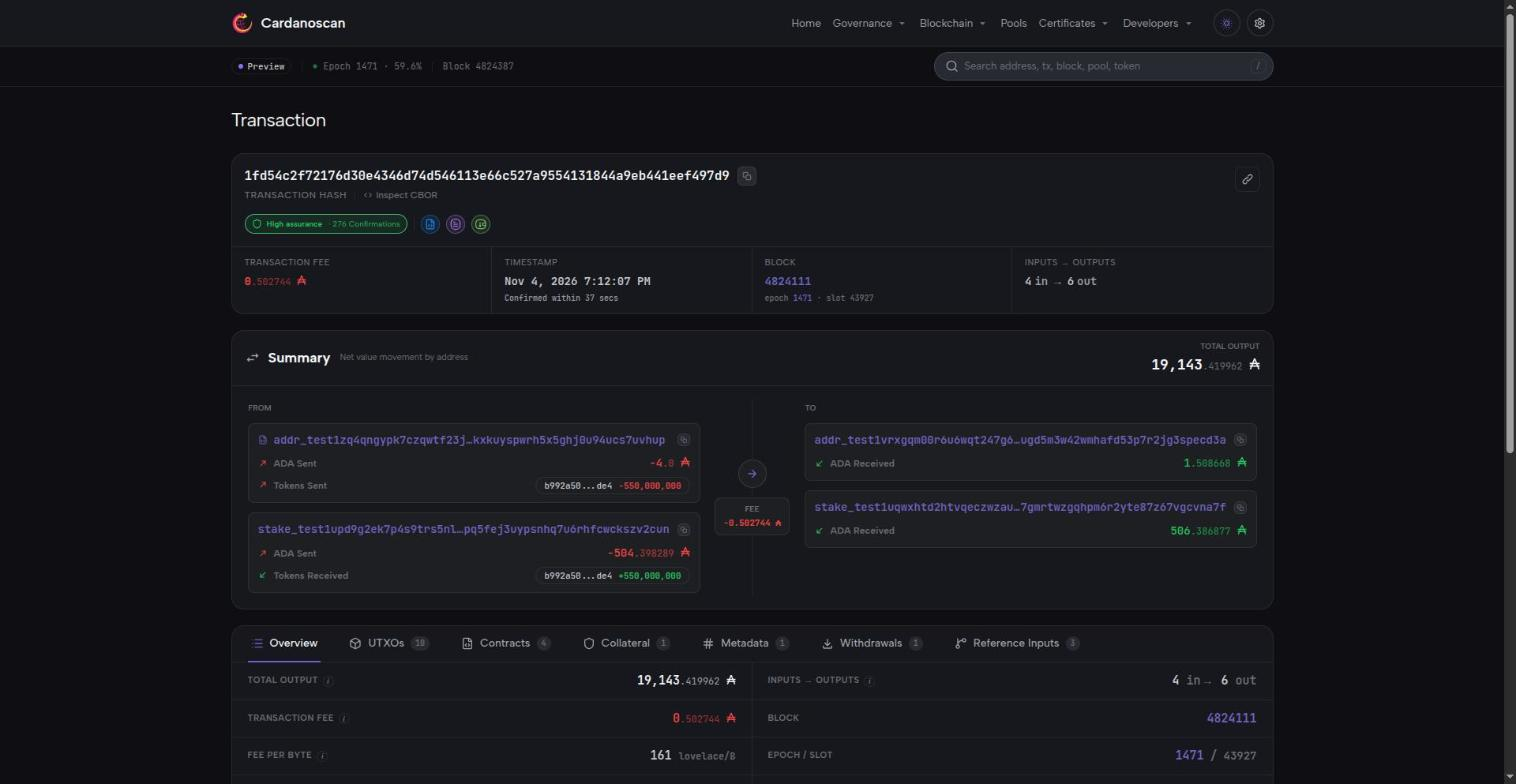 Cardanoscan
Home Governance Blockchain Pools Certificates Developers
Preview Epoch 1471 · 59.6% Block 4824387
Search address, tx, block, pool, token /
Transaction
1fd54c2f72176d30e4346d74d546113e66c527a9554131844a9eb441eef497d9
TRANSACTION HASH <> Inspect CBOR
High assurance · 276 Confirmations
TRANSACTION FEE TIMESTAMP BLOCK INPUTS → OUTPUTS
0.502744 ₳ Nov 4, 2026 7:12:07 PM 4824111 4 in → 6 out
Confirmed within 37 secs epoch 1471 · slot 43927
Summary Net value movement by address
TOTAL OUTPUT
19,143.419962 ₳
FROM TO
addr_test1zq4qngypk7czqwtf23j…kxkuyspwrh5x5ghj0u94ucs7uvhup
ADA Sent -4.0 ₳
Tokens Sent b992a50...de4 -550,000,000
stake_test1upd9g2ek7p4s9trs5nl…pq5fej3uypsnhq7u6rhfcwckszv2cun
ADA Sent -504.398289 ₳
Tokens Received b992a50...de4 +550,000,000
FEE
-0.502744 ₳
addr_test1vrxgqm00r6u6wqt247g6…ugd5m3w42wmhafd53p7r2jg3specd3a
ADA Received 1.508668 ₳
stake_test1uqwxhtd2htvqeczwzau…7gmrtwzgqhpm6r2yte87z67vgcvna7f
ADA Received 506.386877 ₳
Overview UTXOs 10 Contracts 4 Collateral 1 Metadata 1 Withdrawals 1 Reference Inputs 3
TOTAL OUTPUT i 19,143.419962 ₳ INPUTS → OUTPUTS i 4 in → 6 out
TRANSACTION FEE i 0.502744 ₳ BLOCK 4824111
FEE PER BYTE i 161 lovelace/B EPOCH / SLOT 1471 / 43927